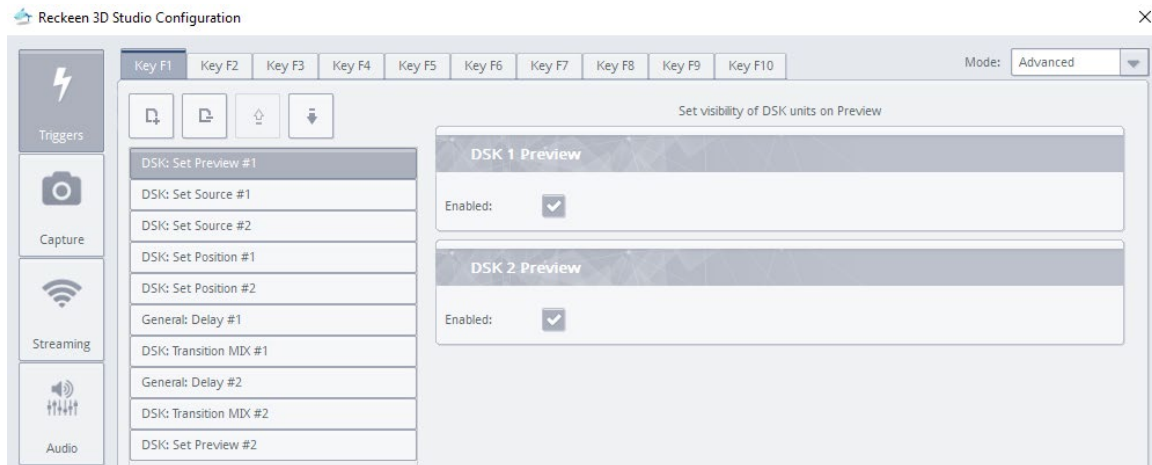 Reckeen 3D Studio Configuration
Key F1 Key F2 Key F3 Key F4 Key F5 Key F6 Key F7 Key F8 Key F9 Key F10 Mode: Advanced
Triggers
Capture
Streaming
Audio
DSK: Set Preview #1
DSK: Set Source #1
DSK: Set Source #2
DSK: Set Position #1
DSK: Set Position #2
General: Delay #1
DSK: Transition MIX #1
General: Delay #2
DSK: Transition MIX #2
DSK: Set Preview #2
Set visibility of DSK units on Preview
DSK 1 Preview
Enabled:
DSK 2 Preview
Enabled: